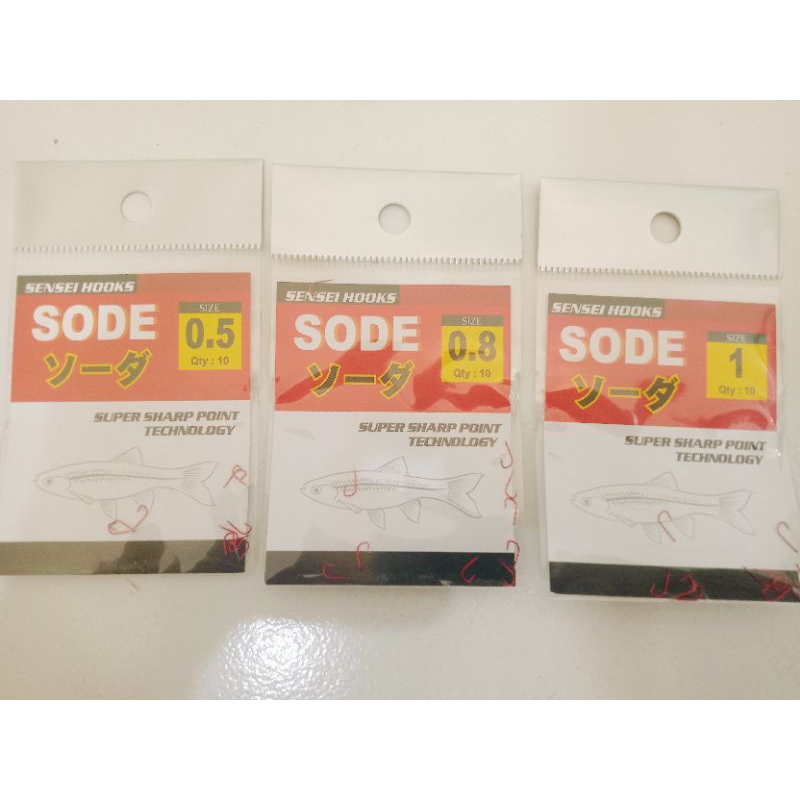 SENSEI HOOKS
SODE
ソーダ
SIZE
0.5
Qty : 10
SUPER SHARP POINT
TECHNOLOGY
SENSEI HOOKS
SODE
ソーダ
SIZE
0.8
Qty : 10
SUPER SHARP POINT
TECHNOLOGY
SENSEI HOOKS
SODE
ソーダ
SIZE
1
Qty : 10
SUPER SHARP POINT
TECHNOLOGY